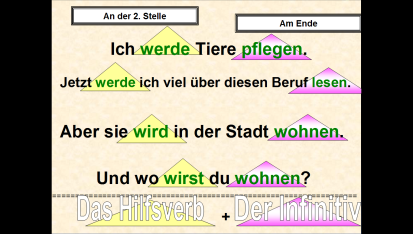 An der 2. Stelle
Am Ende
Ich werde Tiere pflegen.
Jetzt werde ich viel über diesen Beruf lesen.
Aber sie wird in der Stadt wohnen.
Und wo wirst du wohnen?
Das Hilfsverb + Der Infinitiv